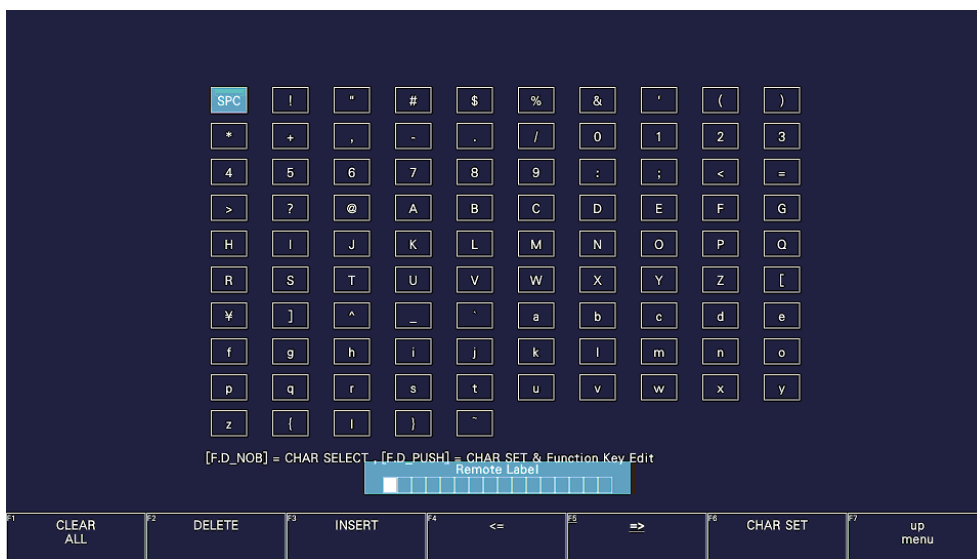 SPC ! " # $ % & ' ( )
* + , - . / 0 1 2 3
4 5 6 7 8 9 : ; < =
> ? @ A B C D E F G
H I J K L M N O P Q
R S T U V W X Y Z [
¥ ] ^ _ ` a b c d e
f g h i j k l m n o
p q r s t u v w x y
z { | } ~
[F.D_NOB] = CHAR SELECT , [F.D_PUSH] = CHAR SET & Function Key Edit
Remote Label
F1 CLEAR ALL
F2 DELETE
F3 INSERT
F4 <=
F5 =>
F6 CHAR SET
F7 up menu